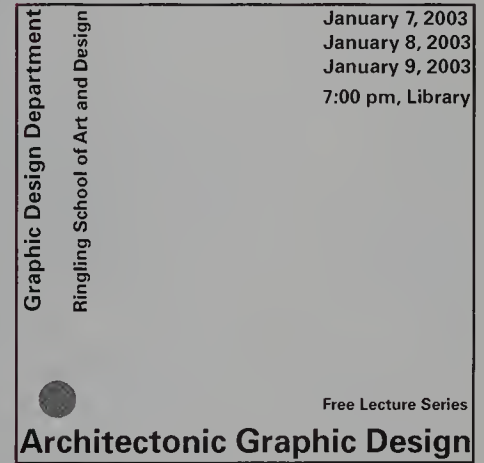 Graphic Design Department
Ringling School of Art and Design
January 7, 2003
January 8, 2003
January 9, 2003
7:00 pm, Library
Free Lecture Series
Architectonic Graphic Design